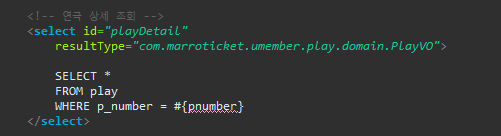 <!-- 연극 상세 조회 -->
<select id="playDetail"
resultType="com.marroticket.umember.play.domain.PlayVO">
SELECT *
FROM play
WHERE p_number = #{pnumber}
</select>